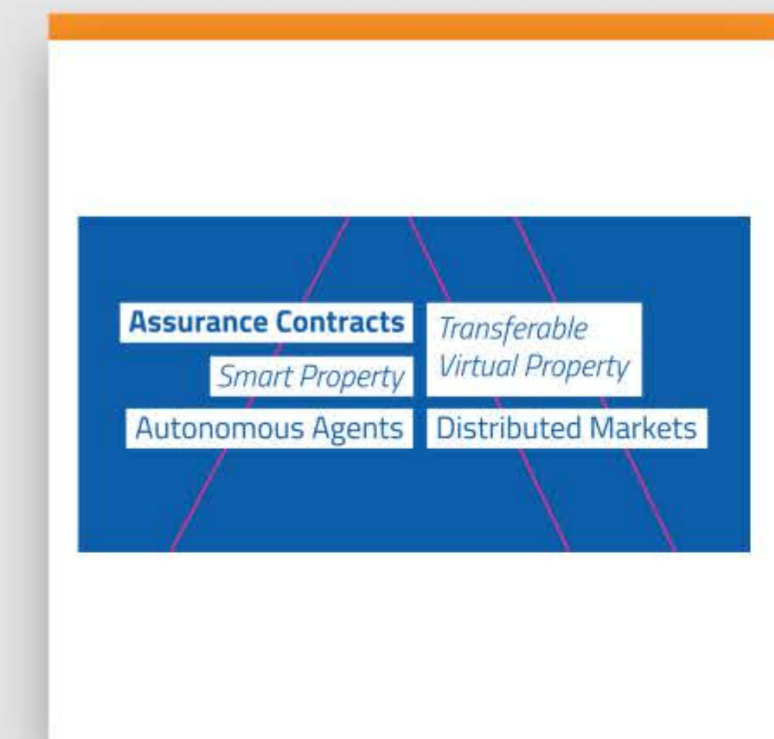 Assurance Contracts
Smart Property
Autonomous Agents
Transferable
Virtual Property
Distributed Markets